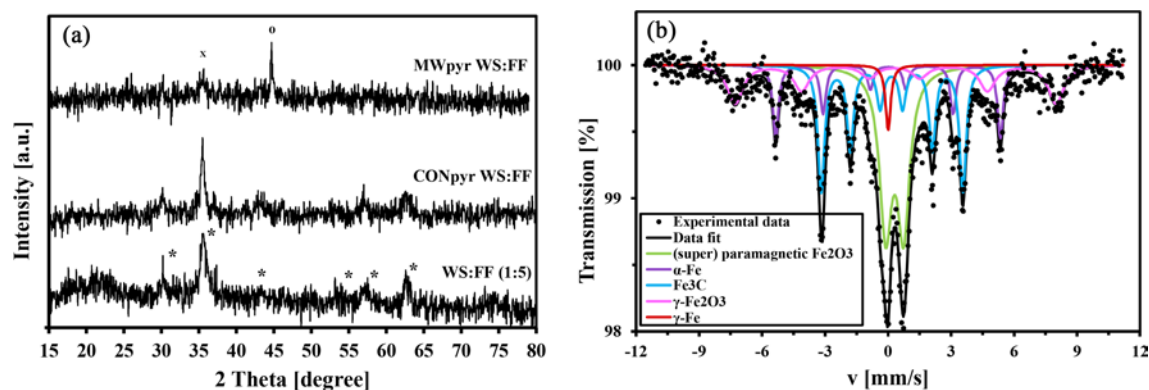 (a)
x
o
MWpyr WS:FF
CONpyr WS:FF
*
*
*
*
*
*
WS:FF (1:5)
Intensity [a.u.]
15 20 25 30 35 40 45 50 55 60 65 70 75 80
2 Theta [degree]
(b)
100
99
98
Transmission [%]
Experimental data
Data fit
(super) paramagnetic Fe2O3
α-Fe
Fe3C
γ-Fe2O3
γ-Fe
-12 -9 -6 -3 0 3 6 9 12
v [mm/s]